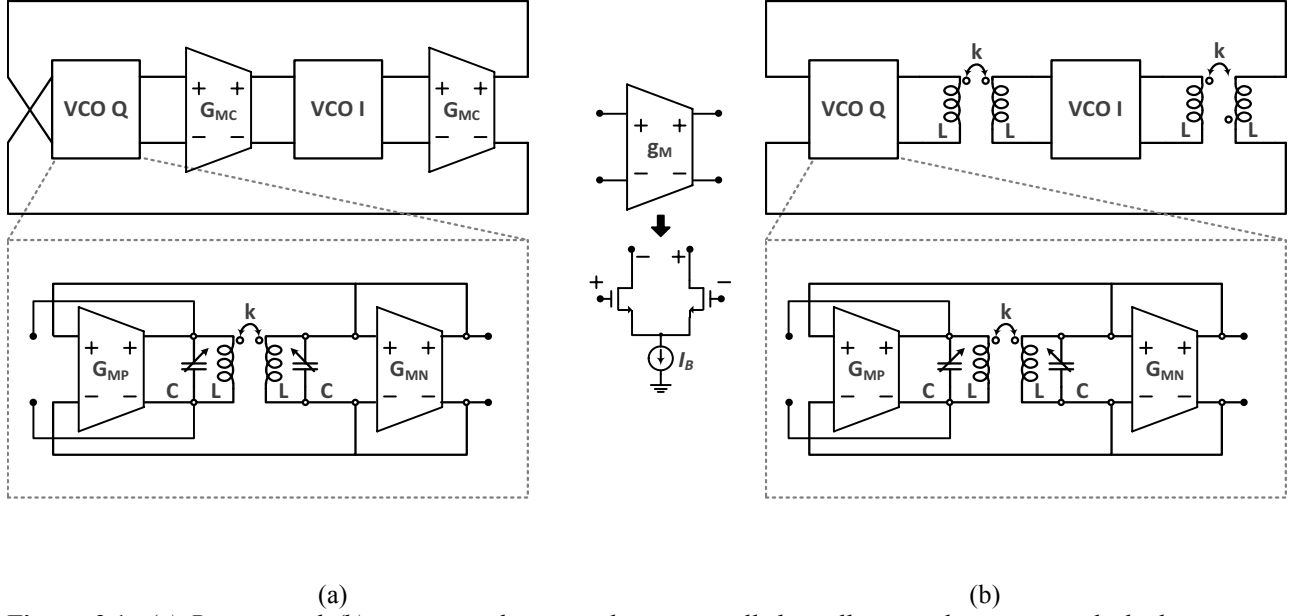 VCO Q
+
+
G_MC
−
−
VCO I
+
+
G_MC
−
−
+
+
g_M
−
−
−
+
+
−
I_B
VCO Q
k
L
L
VCO I
k
L
L
k
+
+
G_MP
−
−
C
L
L
C
+
+
G_MN
−
−
k
+
+
G_MP
−
−
C
L
L
C
+
+
G_MN
−
−
(a)
(b)